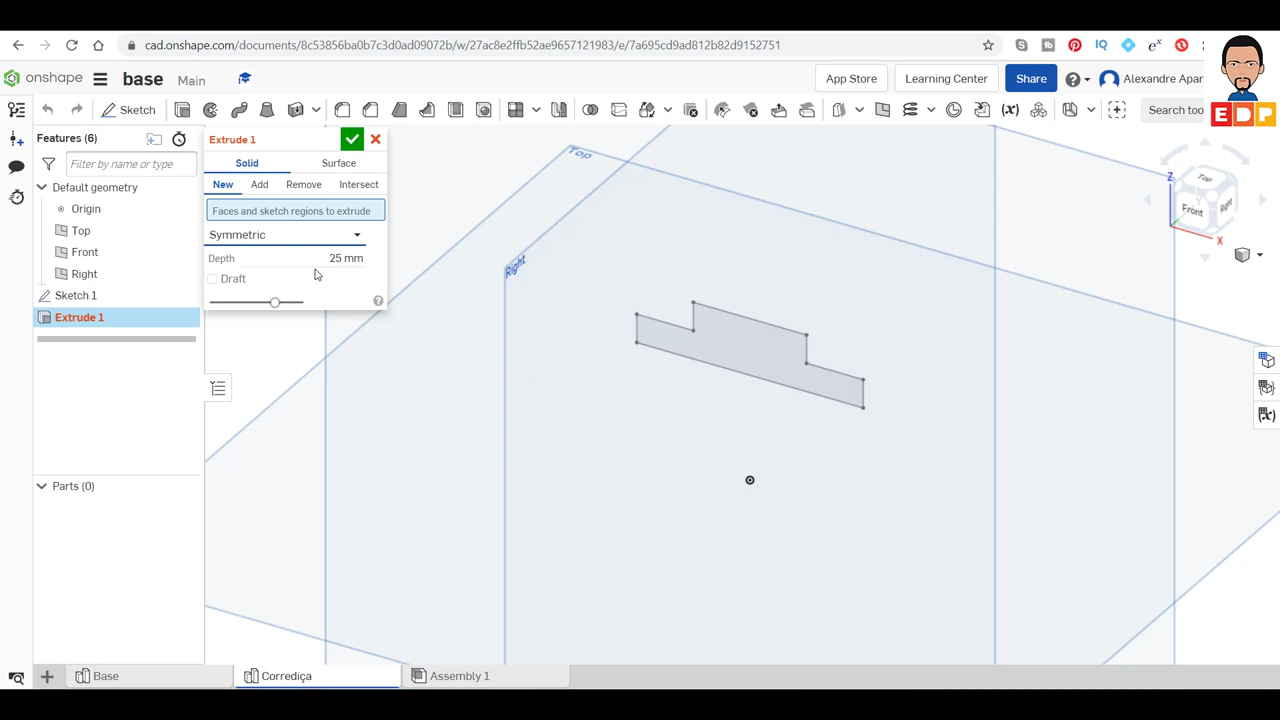 cad.onshape.com/documents/8c53856ba0b7c3d0ad09072b/w/27ac8e2ffb52ae9657121983/e/7a695cd9ad812b82d9152751
IQ
e^x
onshape
base
Main
App Store
Learning Center
Share
Alexandre Apar
EDP
Sketch
(x)
Search too
Features (6)
Filter by name or type
Default geometry
Origin
Top
Front
Right
Sketch 1
Extrude 1
Parts (0)
Extrude 1
Solid
Surface
New
Add
Remove
Intersect
Faces and sketch regions to extrude
Symmetric
Depth
25 mm
Draft
Top
Right
Z
Top
Front
Right
X
(x)
Base
Corrediça
Assembly 1